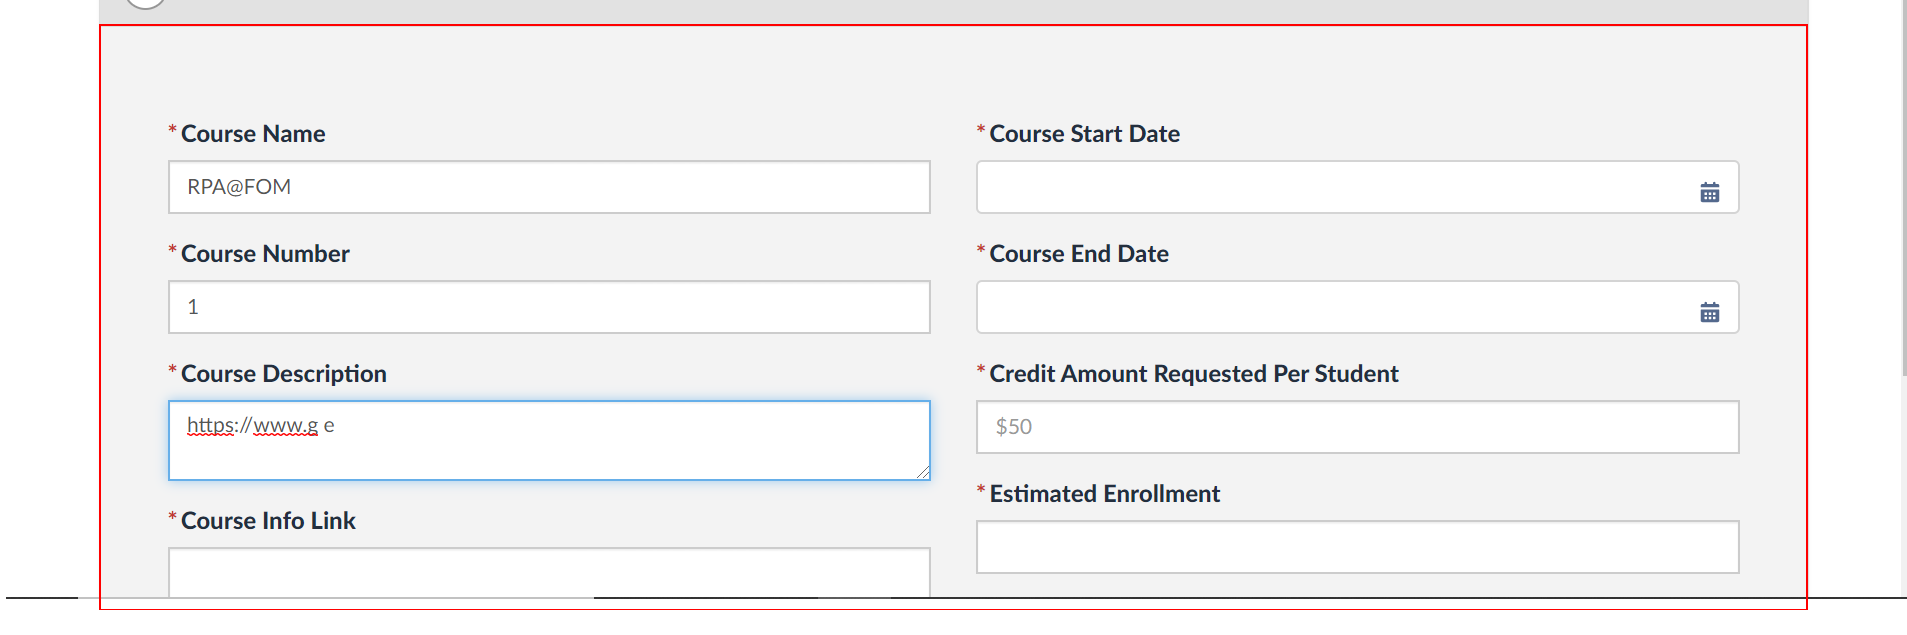 * Course Name
RPA@FOM
* Course Number
1
* Course Description
https://www.g e
* Course Info Link
* Course Start Date
* Course End Date
* Credit Amount Requested Per Student
$50
* Estimated Enrollment